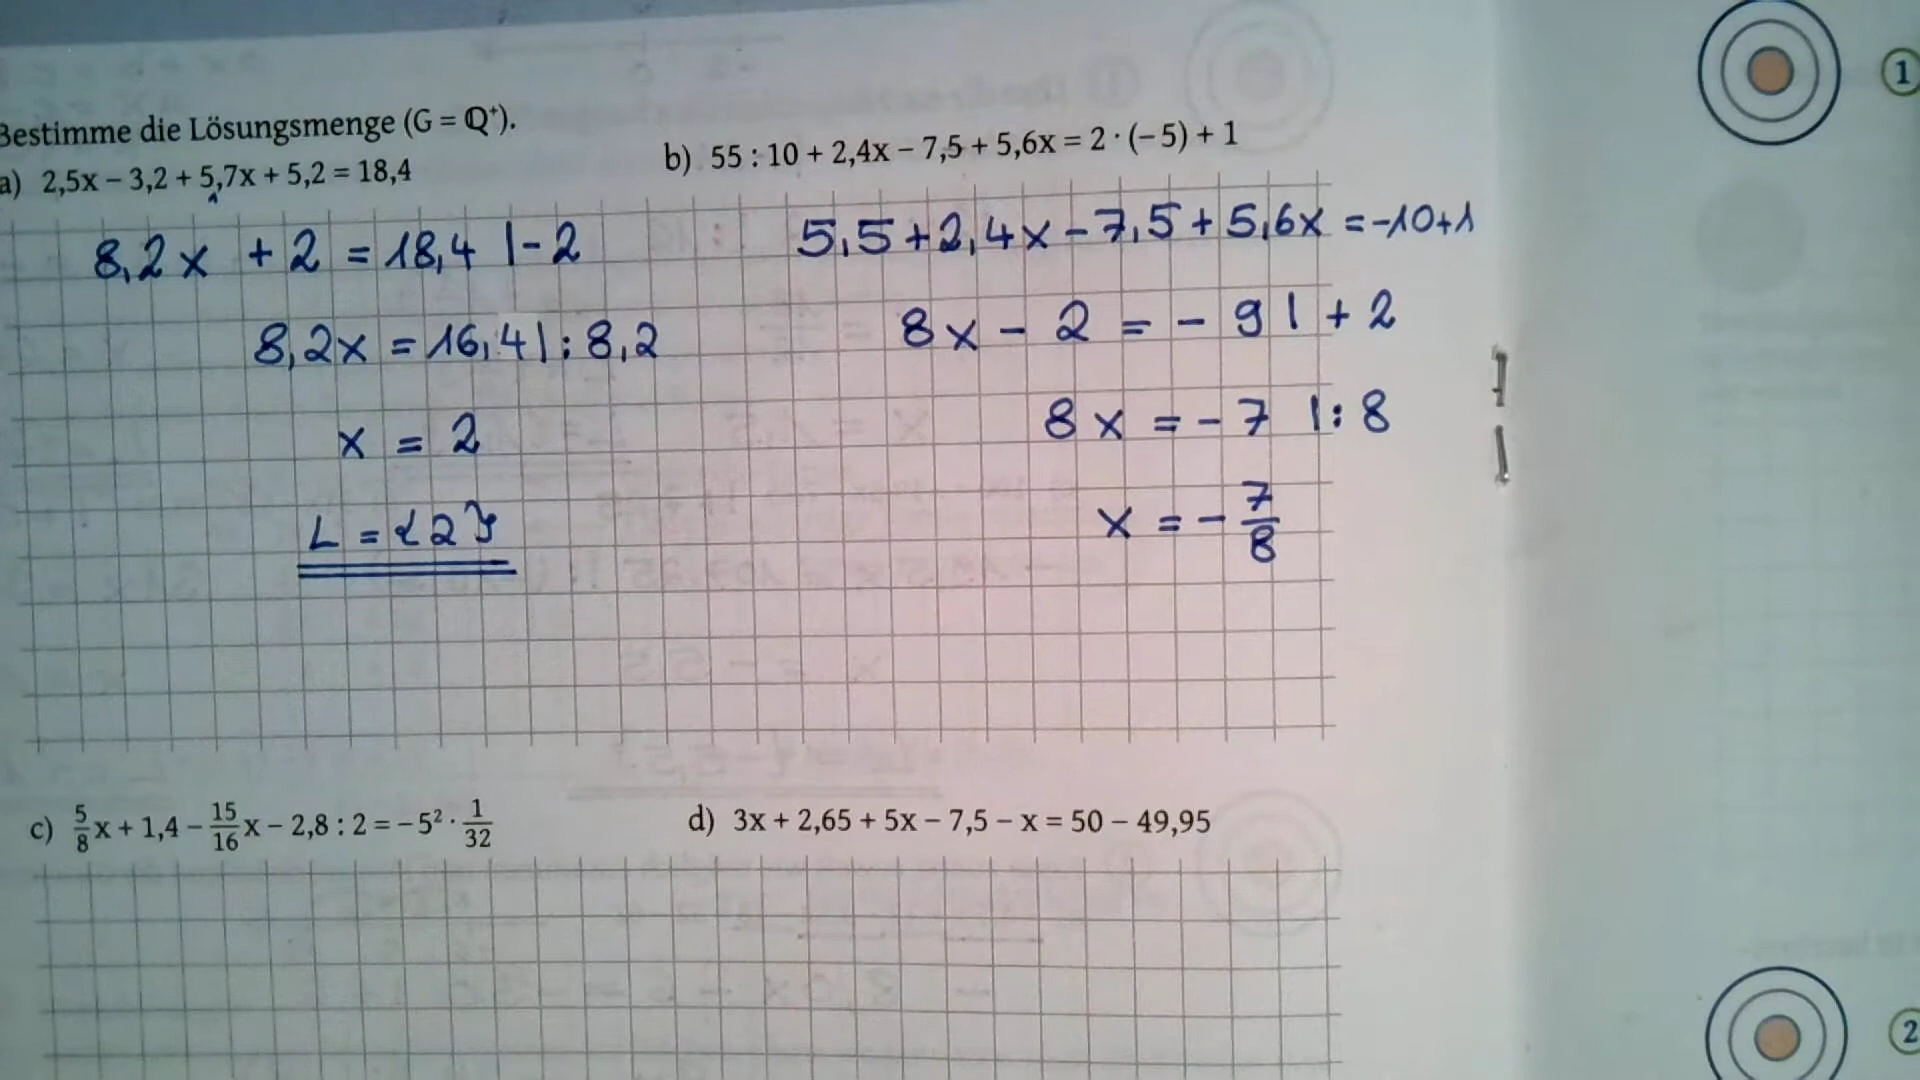 Bestimme die Lösungsmenge (G = Q⁺).
a) 2,5x – 3,2 + 5,7x + 5,2 = 18,4
8,2x + 2 = 18,4 |-2
8,2x = 16,4 |: 8,2
x = 2
L = {2}
b) 55 : 10 + 2,4x – 7,5 + 5,6x = 2 · (– 5) + 1
5,5 + 2,4x - 7,5 + 5,6x = -10+1
8x - 2 = - 9 | + 2
8x = - 7 |: 8
x = - 7/8
c) 5/8 x + 1,4 – 15/16 x – 2,8 : 2 = – 5² · 1/32
d) 3x + 2,65 + 5x – 7,5 – x = 50 – 49,95
1
2